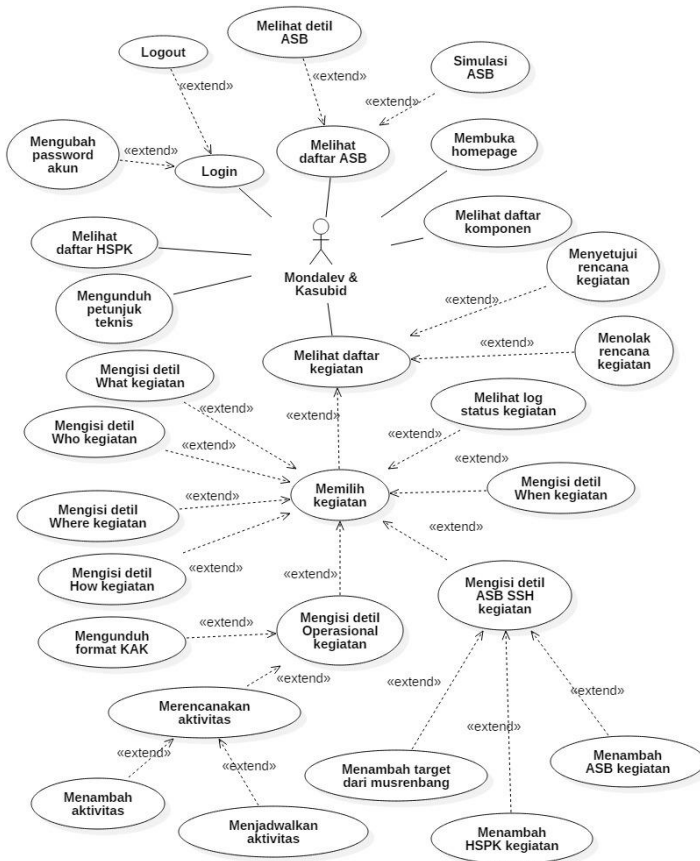 Melihat detil
ASB
Logout
Simulasi
ASB
«extend»
«extend»
«extend»
Mengubah
password
akun
«extend»
Login
Melihat
daftar ASB
Membuka
homepage
Melihat
daftar HSPK
Melihat daftar
komponen
Mondalev &
Kasubid
Menyetujui
rencana
kegiatan
Mengunduh
petunjuk
teknis
«extend»
Melihat daftar
kegiatan
«extend»
Menolak
rencana
kegiatan
Mengisi detil
What kegiatan
«extend»
«extend»
Melihat log
status kegiatan
Mengisi detil
Who kegiatan
«extend»
«extend»
«extend»
Memilih
kegiatan
Mengisi detil
When kegiatan
Mengisi detil
Where kegiatan
«extend»
«extend»
Mengisi detil
How kegiatan
«extend»
«extend»
Mengisi detil
ASB SSH
kegiatan
Mengunduh
format KAK
«extend»
Mengisi detil
Operasional
kegiatan
«extend»
Merencanakan
aktivitas
«extend»
«extend»
«extend»
«extend»
«extend»
Menambah
aktivitas
Menambah target
dari musrenbang
Menambah
ASB kegiatan
Menjadwalkan
aktivitas
Menambah
HSPK kegiatan